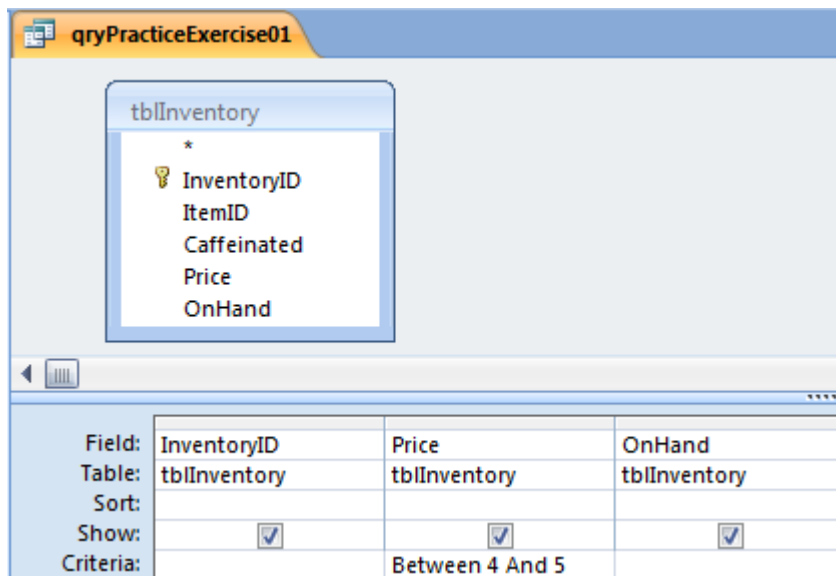 qryPracticeExercise01
tblInventory
*
InventoryID
ItemID
Caffeinated
Price
OnHand
Field: InventoryID Price OnHand
Table: tblInventory tblInventory tblInventory
Sort:
Show:
Criteria: Between 4 And 5